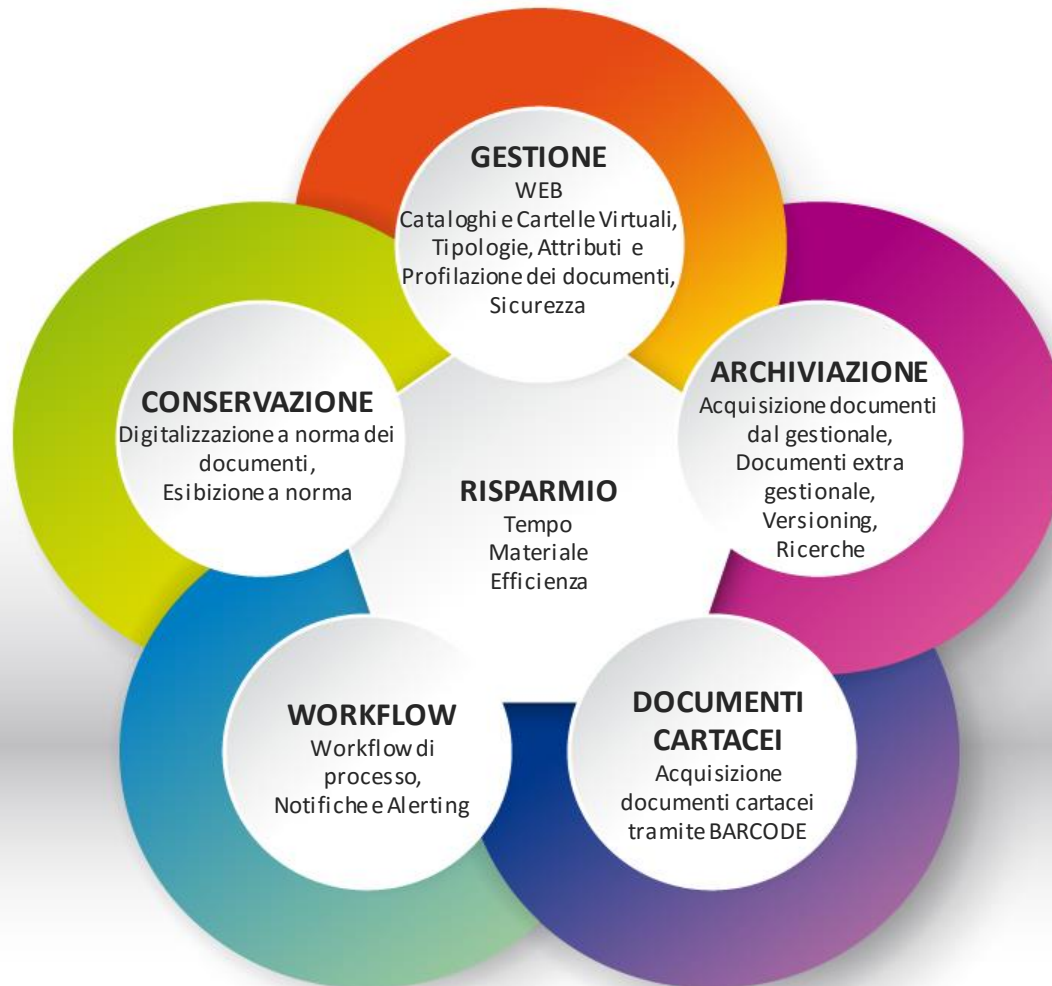 GESTIONE
WEB
Cataloghi e Cartelle Virtuali,
Tipologie, Attributi e
Profilazione dei documenti,
Sicurezza
CONSERVAZIONE
Digitalizzazione a norma dei
documenti,
Esibizione a norma
ARCHIVIAZIONE
Acquisizione documenti
dal gestionale,
Documenti extra
gestionale,
Versioning,
Ricerche
RISPARMIO
Tempo
Materiale
Efficienza
WORKFLOW
Workflow di
processo,
Notifiche e Alerting
DOCUMENTI
CARTACEI
Acquisizione
documenti cartacei
tramite BARCODE